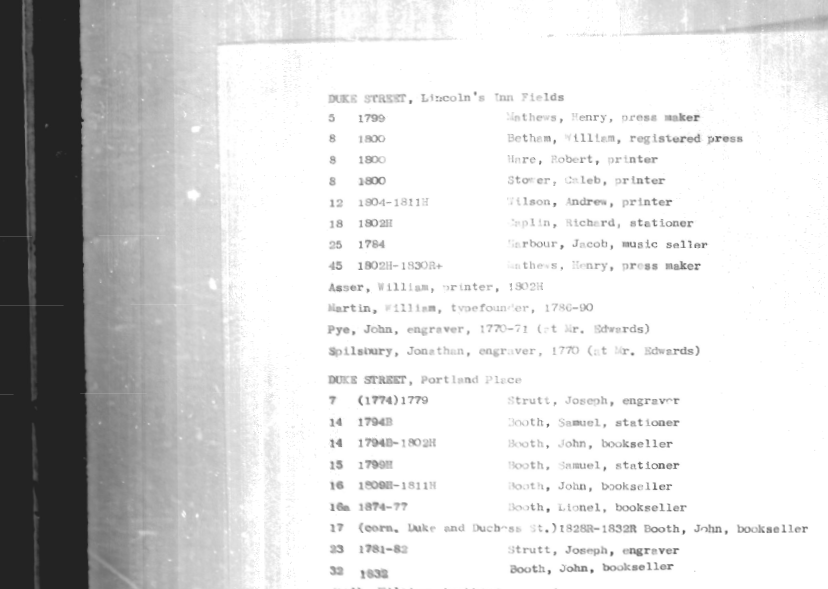 DUKE STREET, Lincoln's Inn Fields
5 1799 Mathews, Henry, press maker
8 1800 Betham, William, registered press
8 1800 Hare, Robert, printer
8 1800 Stower, Caleb, printer
12 1804-1811H Wilson, Andrew, printer
18 1802H Richard, stationer
25 1784 Jacob, music seller
45 1802H-1830R+ Mathews, Henry, press maker
Asser, William, printer, 1802H
Martin, William, typefounder, 1786-90
Pye, John, engraver, 1770-71 (at Mr. Edwards)
Spilsbury, Jonathan, engraver, 1770 (at Mr. Edwards)
DUKE STREET, Portland Place
7 (1774)1779 Strutt, Joseph, engraver
14 1794B Booth, Samuel, stationer
14 1794B-1802H Booth, John, bookseller
15 1799H Booth, Samuel, stationer
16 1809H-1811H Booth, John, bookseller
16a 1874-77 Booth, Lionel, bookseller
17 (corn. Duke and Duchess St.)1828R-1832R Booth, John, bookseller
23 1781-82 Strutt, Joseph, engraver
32 1832 Booth, John, bookseller